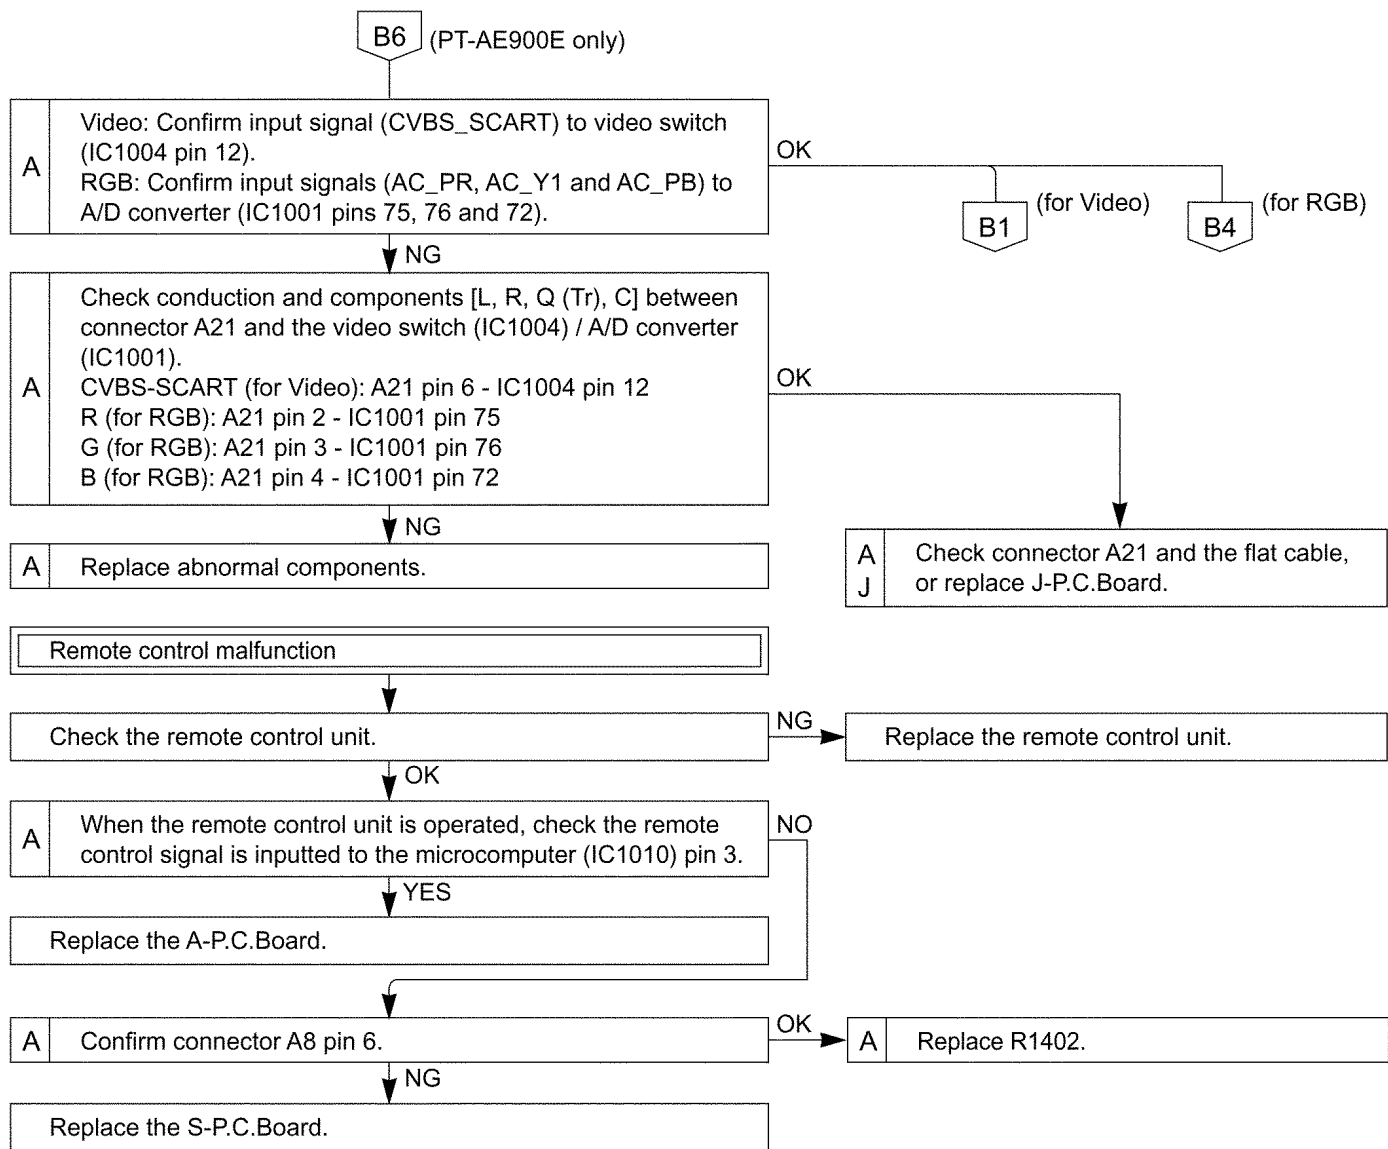 B6 (PT-AE900E only)
A
Video: Confirm input signal (CVBS_SCART) to video switch
(IC1004 pin 12).
RGB: Confirm input signals (AC_PR, AC_Y1 and AC_PB) to
A/D converter (IC1001 pins 75, 76 and 72).
OK
B1 (for Video)
B4 (for RGB)
NG
A
Check conduction and components [L, R, Q (Tr), C] between
connector A21 and the video switch (IC1004) / A/D converter
(IC1001).
CVBS-SCART (for Video): A21 pin 6 - IC1004 pin 12
R (for RGB): A21 pin 2 - IC1001 pin 75
G (for RGB): A21 pin 3 - IC1001 pin 76
B (for RGB): A21 pin 4 - IC1001 pin 72
OK
NG
A Replace abnormal components.
A Check connector A21 and the flat cable,
J or replace J-P.C.Board.
Remote control malfunction
Check the remote control unit.
NG
Replace the remote control unit.
OK
A
When the remote control unit is operated, check the remote
control signal is inputted to the microcomputer (IC1010) pin 3.
NO
YES
Replace the A-P.C.Board.
A Confirm connector A8 pin 6.
OK
A Replace R1402.
NG
Replace the S-P.C.Board.